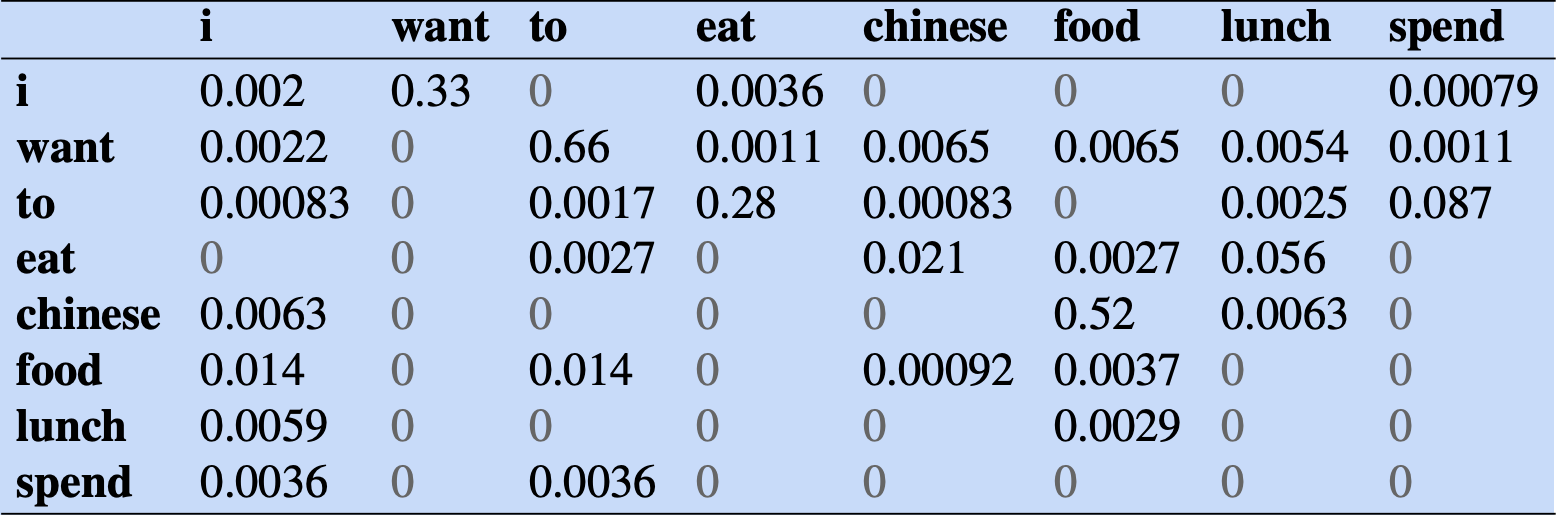 i want to eat chinese food lunch spend
i 0.002 0.33 0 0.0036 0 0 0 0.00079
want 0.0022 0 0.66 0.0011 0.0065 0.0065 0.0054 0.0011
to 0.00083 0 0.0017 0.28 0.00083 0 0.0025 0.087
eat 0 0 0.0027 0 0.021 0.0027 0.056 0
chinese 0.0063 0 0 0 0 0.52 0.0063 0
food 0.014 0 0.014 0 0.00092 0.0037 0 0
lunch 0.0059 0 0 0 0 0.0029 0 0
spend 0.0036 0 0.0036 0 0 0 0 0